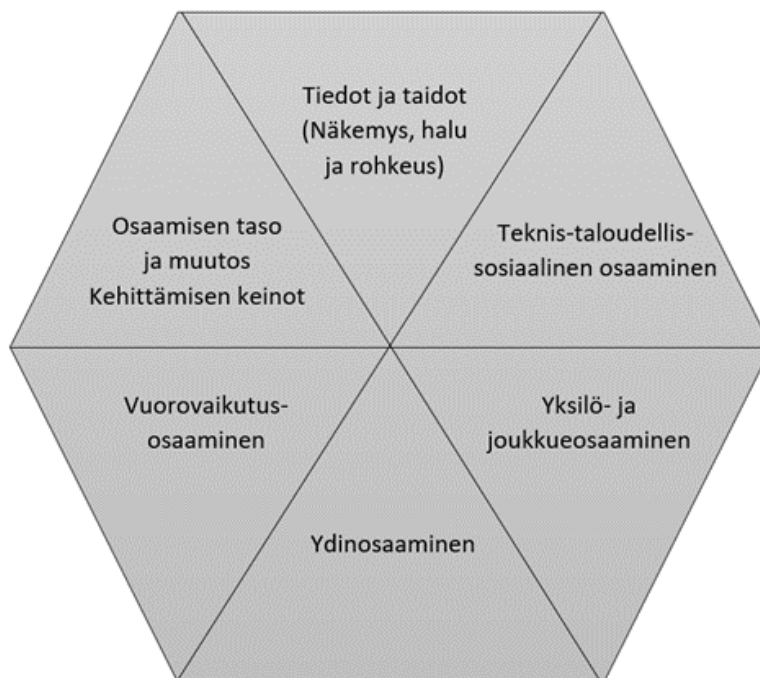 Tiedot ja taidot
(Näkemys, halu
ja rohkeus)
Osaamisen taso
ja muutos
Kehittämisen keinot
Teknis-taloudellis-
sosiaalinen osaaminen
Vuorovaikutus-
osaaminen
Yksilö- ja
joukkueosaaminen
Ydinosaaminen